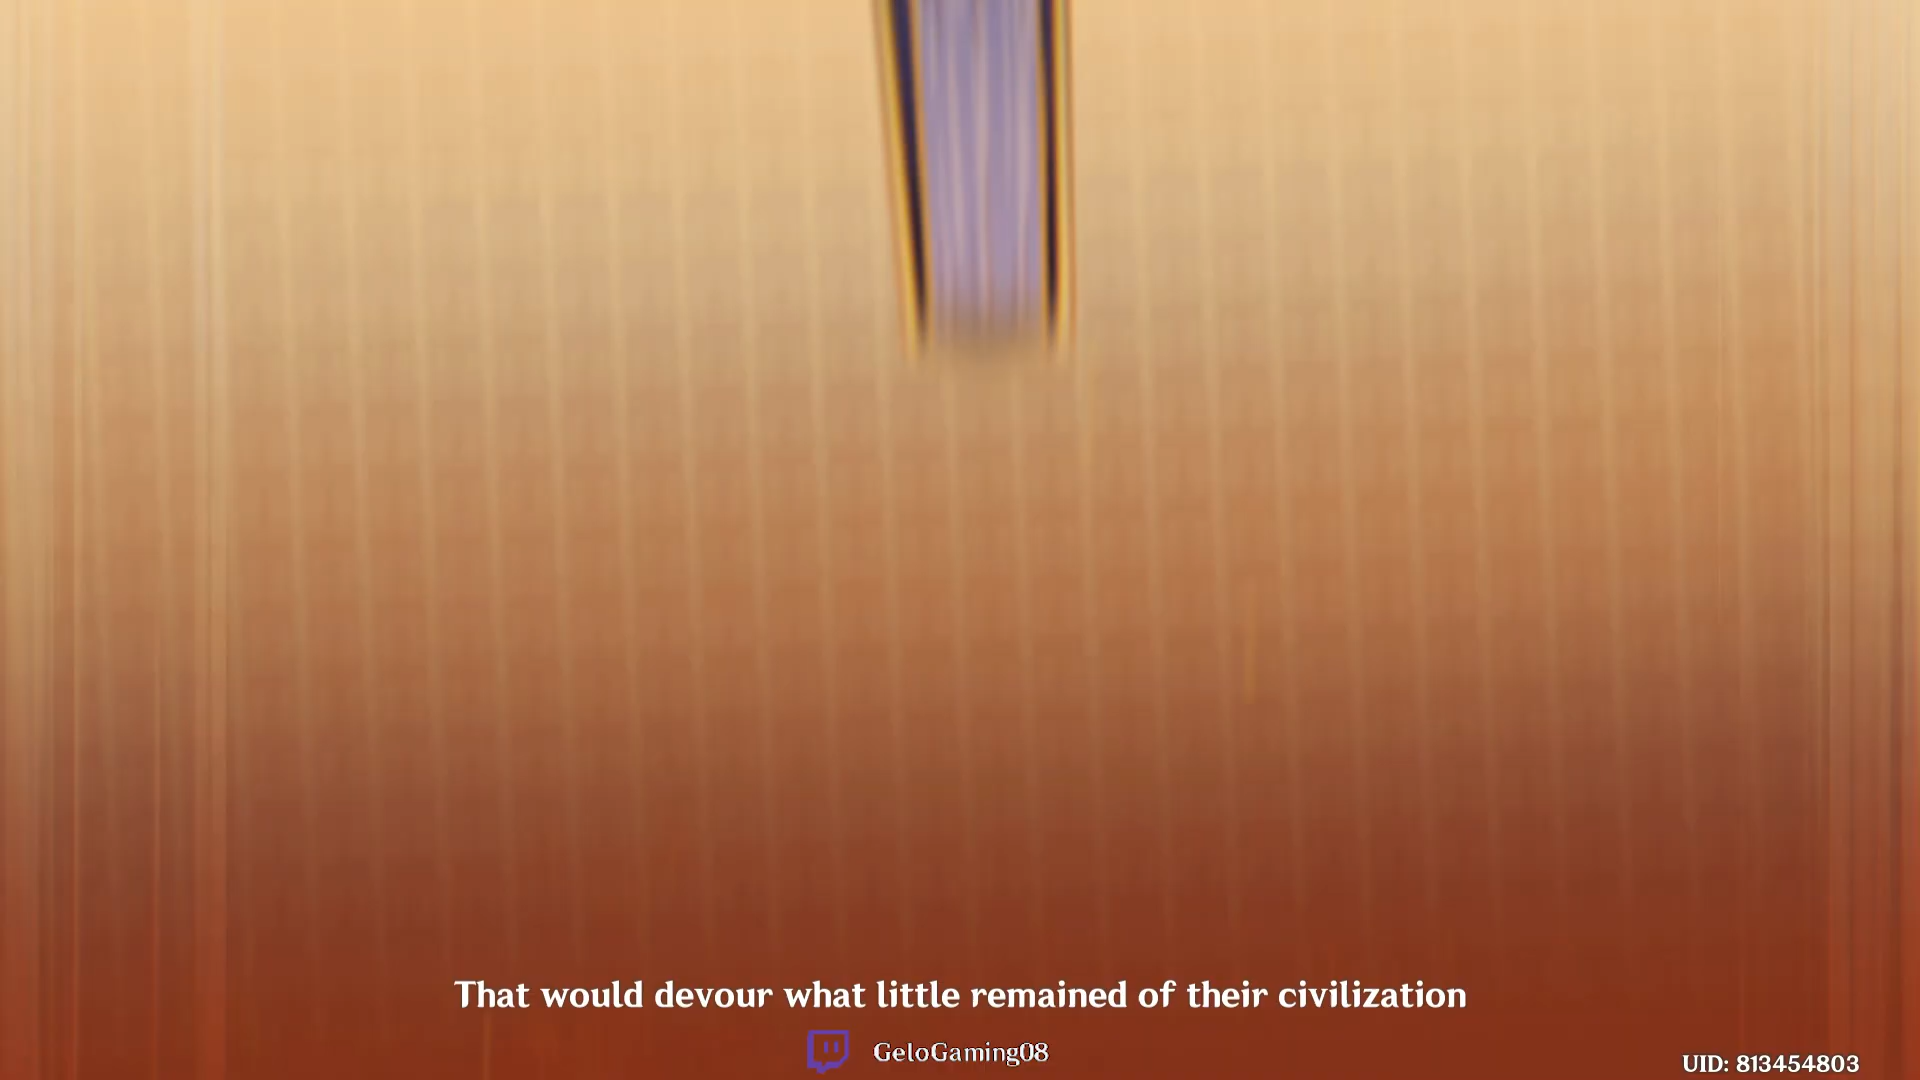 That would devour what little remained of their civilization
GeloGaming08
UID: 813454803